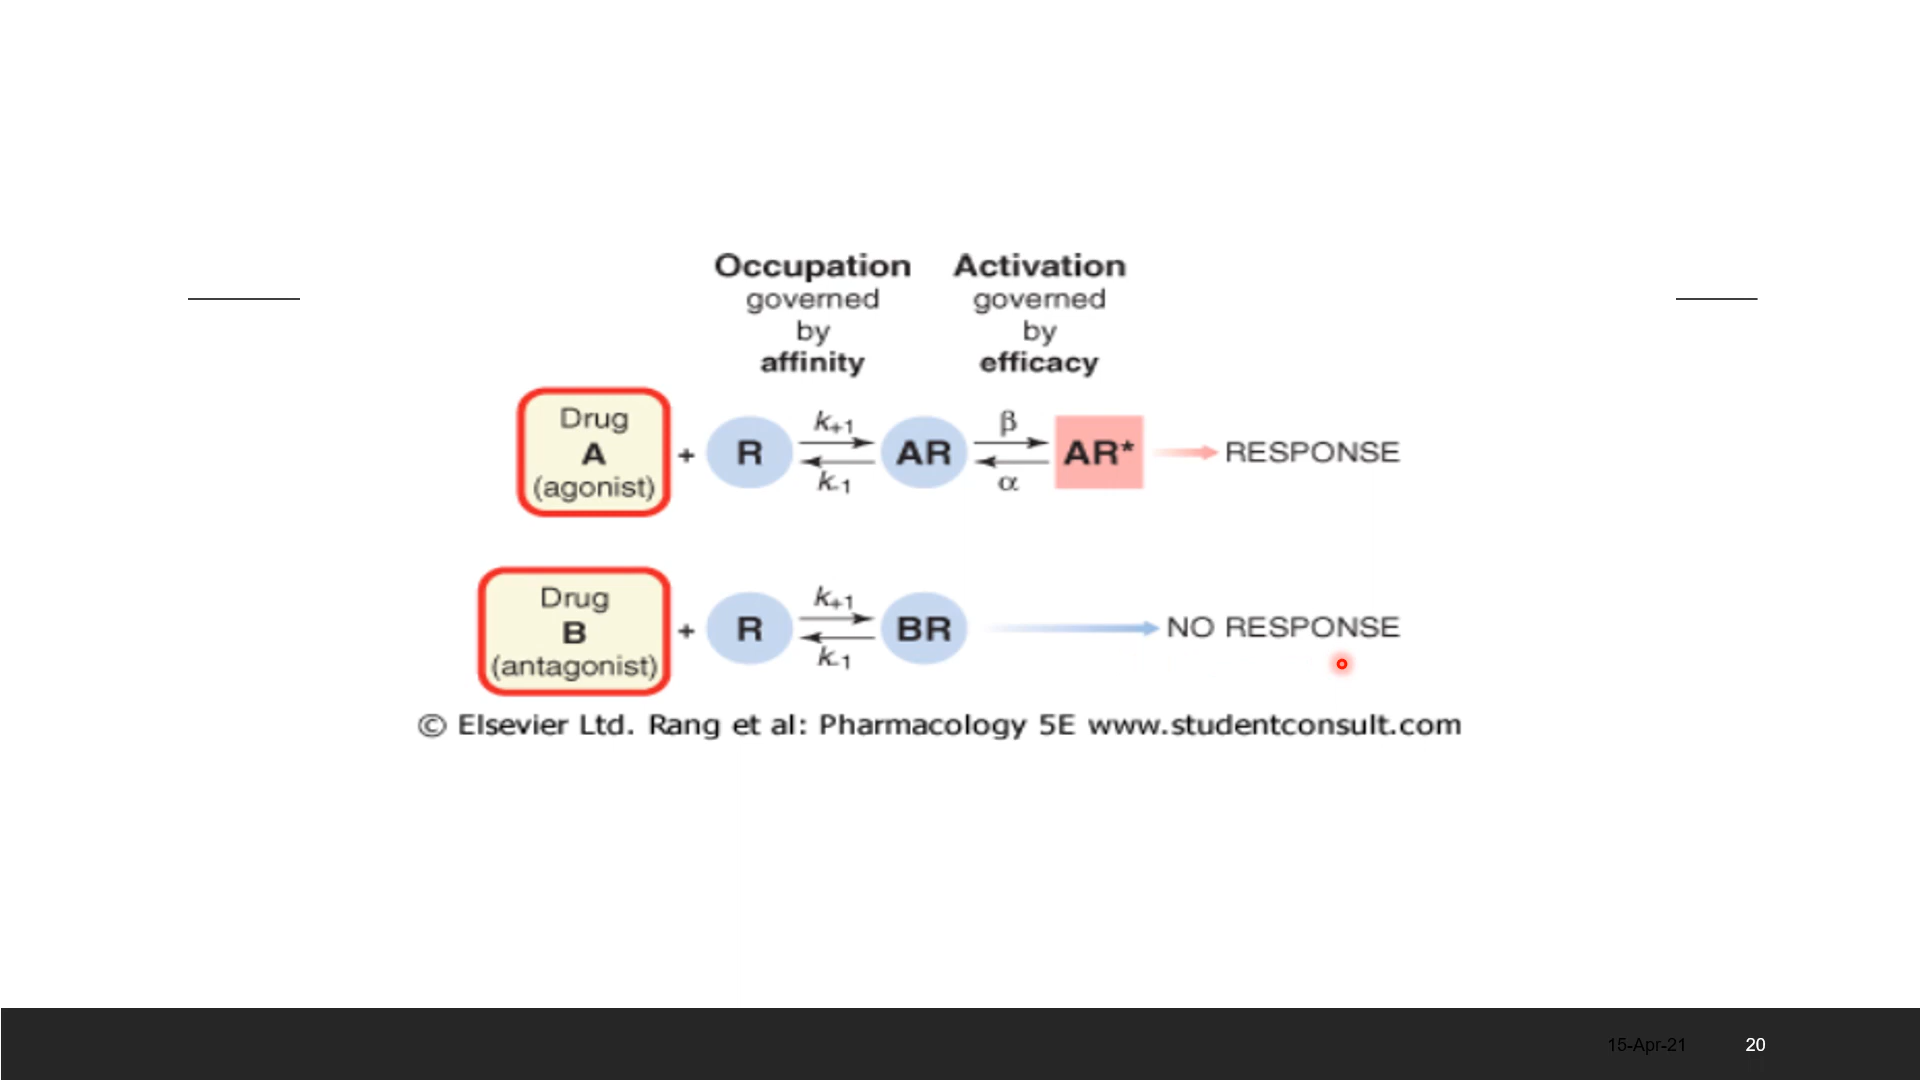 Occupation Activation
governed governed
by by
affinity efficacy
Drug
A
(agonist)
+ R k+1 k-1 AR β α AR* RESPONSE
Drug
B
(antagonist)
+ R k+1 k-1 BR NO RESPONSE
© Elsevier Ltd. Rang et al: Pharmacology 5E www.studentconsult.com
15-Apr-21 20